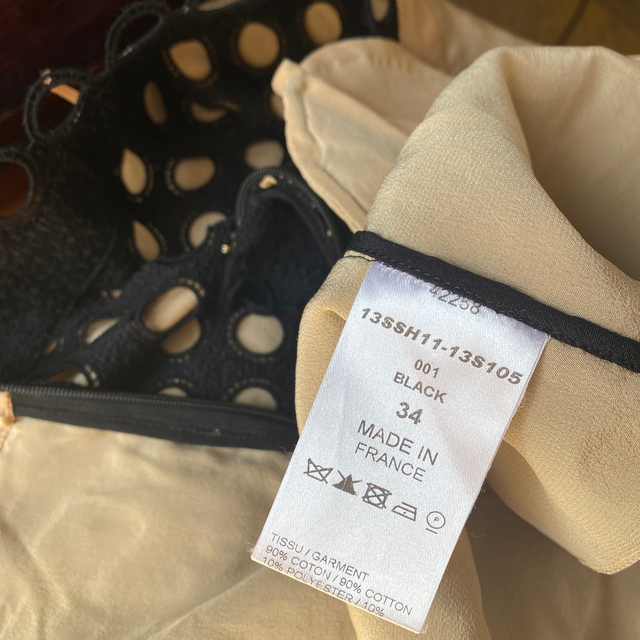 42258
13SSH11-13S105
001
BLACK
34
MADE IN
FRANCE
P
TISSU / GARMENT
90% COTON / 90% COTTON
10% POLYESTER / 10%